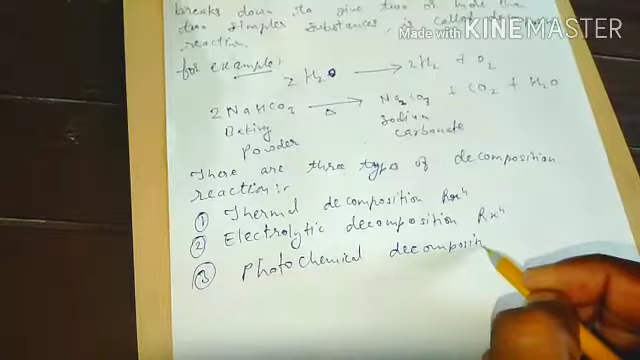 breaks down to give two or more than
two simpler substances, is called
reaction.
for example:
2 H₂O ⟶ 2H₂ + O₂
2 NaHCO₃ ⟶ Na₂CO₃ + CO₂ + H₂O
Δ
Baking Sodium
Powder Carbonate
There are three types of decomposition
reaction:-
① Thermal decomposition Rxⁿ
② Electrolytic decomposition Rxⁿ
③ Photochemical decomposit
Made with KINEMASTER